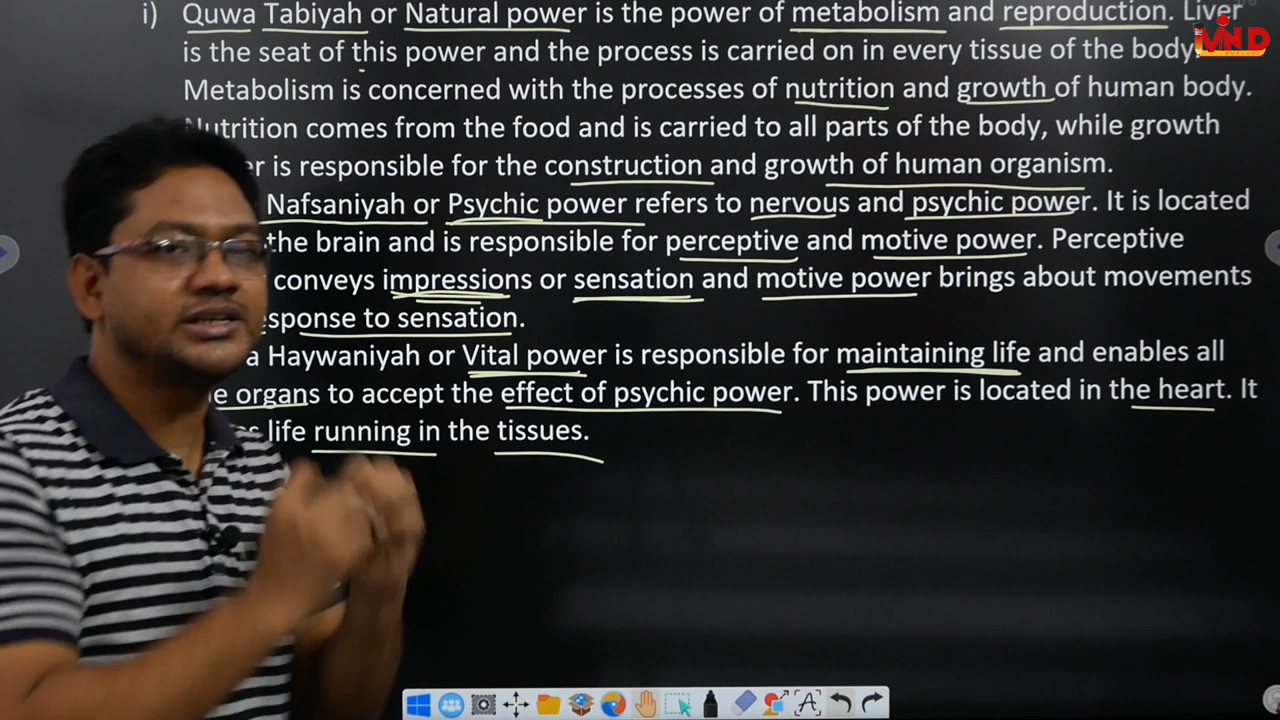 i) Quwa Tabiyah or Natural power is the power of metabolism and reproduction. Liver
is the seat of this power and the process is carried on in every tissue of the body.
Metabolism is concerned with the processes of nutrition and growth of human body.
Nutrition comes from the food and is carried to all parts of the body, while growth
is responsible for the construction and growth of human organism.
Nafsaniyah or Psychic power refers to nervous and psychic power. It is located
the brain and is responsible for perceptive and motive power. Perceptive
conveys impressions or sensation and motive power brings about movements
esponse to sensation.
a Haywaniyah or Vital power is responsible for maintaining life and enables all
e organs to accept the effect of psychic power. This power is located in the heart. It
life running in the tissues.